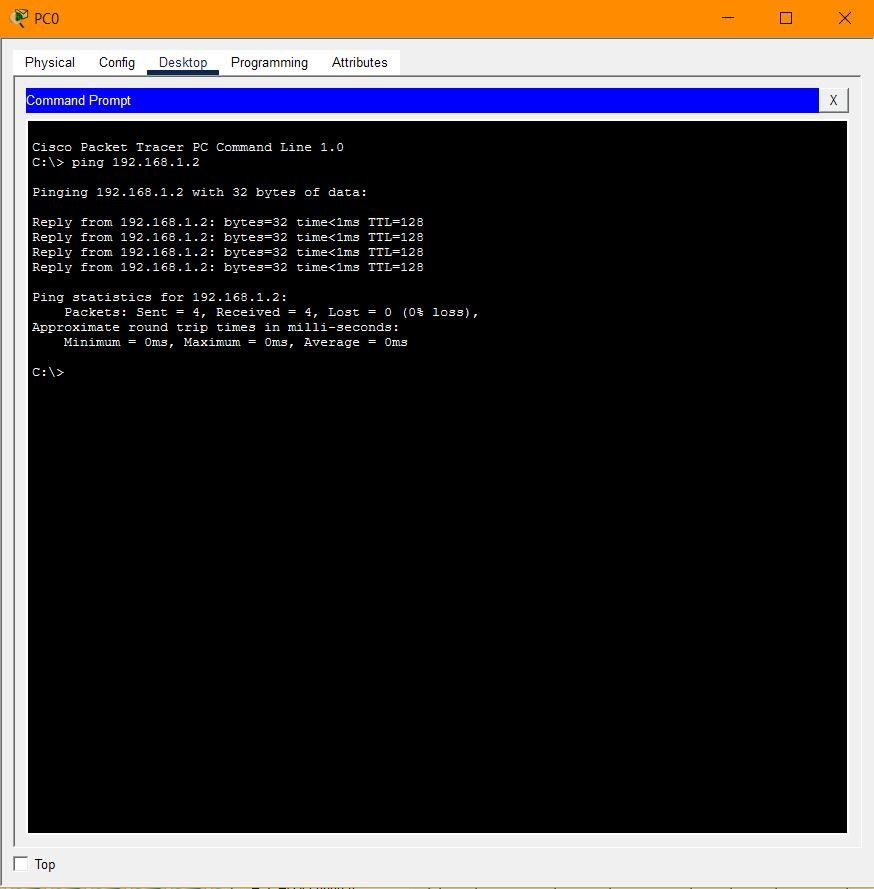 PC0
Physical Config Desktop Programming Attributes
Command Prompt X
Cisco Packet Tracer PC Command Line 1.0
C:\> ping 192.168.1.2
Pinging 192.168.1.2 with 32 bytes of data:
Reply from 192.168.1.2: bytes=32 time<1ms TTL=128
Reply from 192.168.1.2: bytes=32 time<1ms TTL=128
Reply from 192.168.1.2: bytes=32 time<1ms TTL=128
Reply from 192.168.1.2: bytes=32 time<1ms TTL=128
Ping statistics for 192.168.1.2:
Packets: Sent = 4, Received = 4, Lost = 0 (0% loss),
Approximate round trip times in milli-seconds:
Minimum = 0ms, Maximum = 0ms, Average = 0ms
C:\>
Top